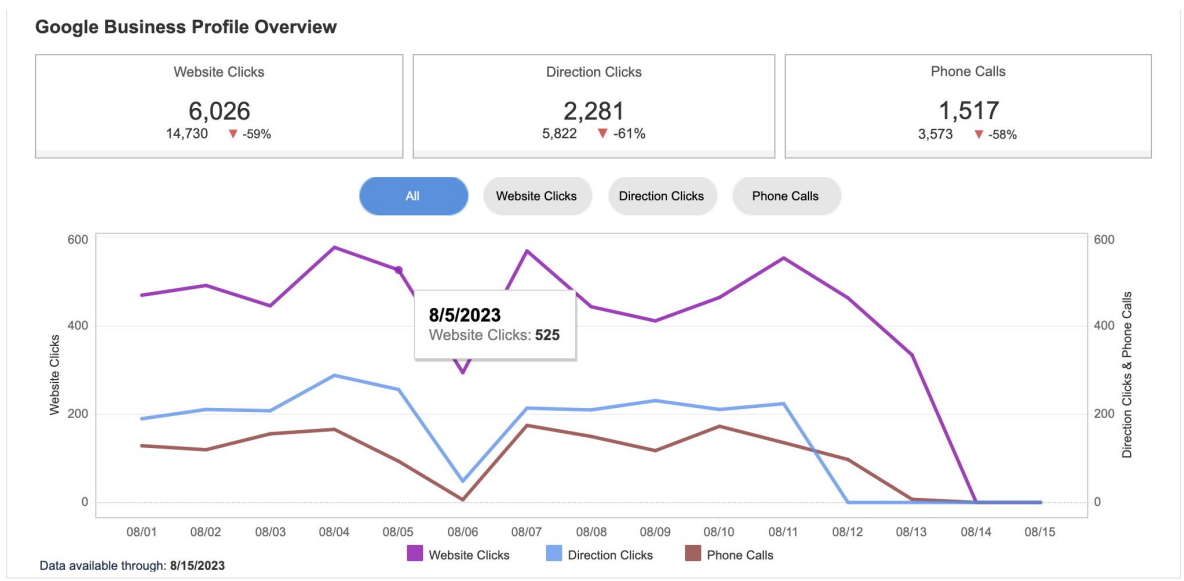 Google Business Profile Overview
Website Clicks
6,026
14,730 ▼ -59%
Direction Clicks
2,281
5,822 ▼ -61%
Phone Calls
1,517
3,573 ▼ -58%
All Website Clicks Direction Clicks Phone Calls
600
400
200
0
Website Clicks
8/5/2023
Website Clicks: 525
600
400
200
0
Direction Clicks & Phone Calls
08/01 08/02 08/03 08/04 08/05 08/06 08/07 08/08 08/09 08/10 08/11 08/12 08/13 08/14 08/15
Website Clicks Direction Clicks Phone Calls
Data available through: 8/15/2023